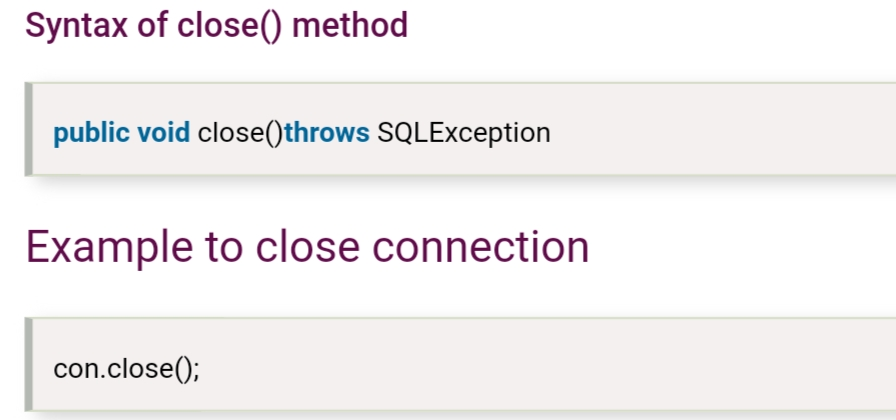 Syntax of close() method
public void close()throws SQLException
Example to close connection
con.close();